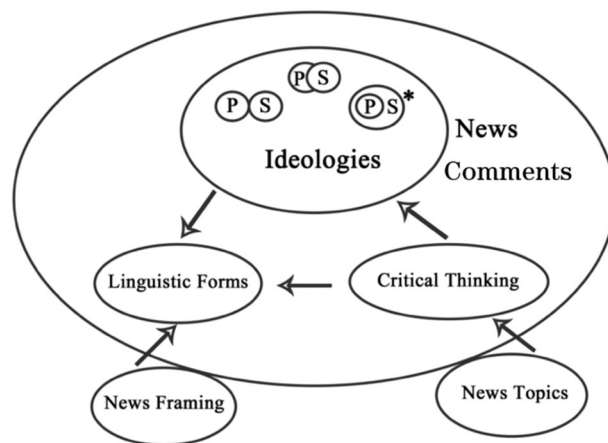 P S
P S
P S *
Ideologies
News
Comments
Linguistic Forms
Critical Thinking
News Framing
News Topics